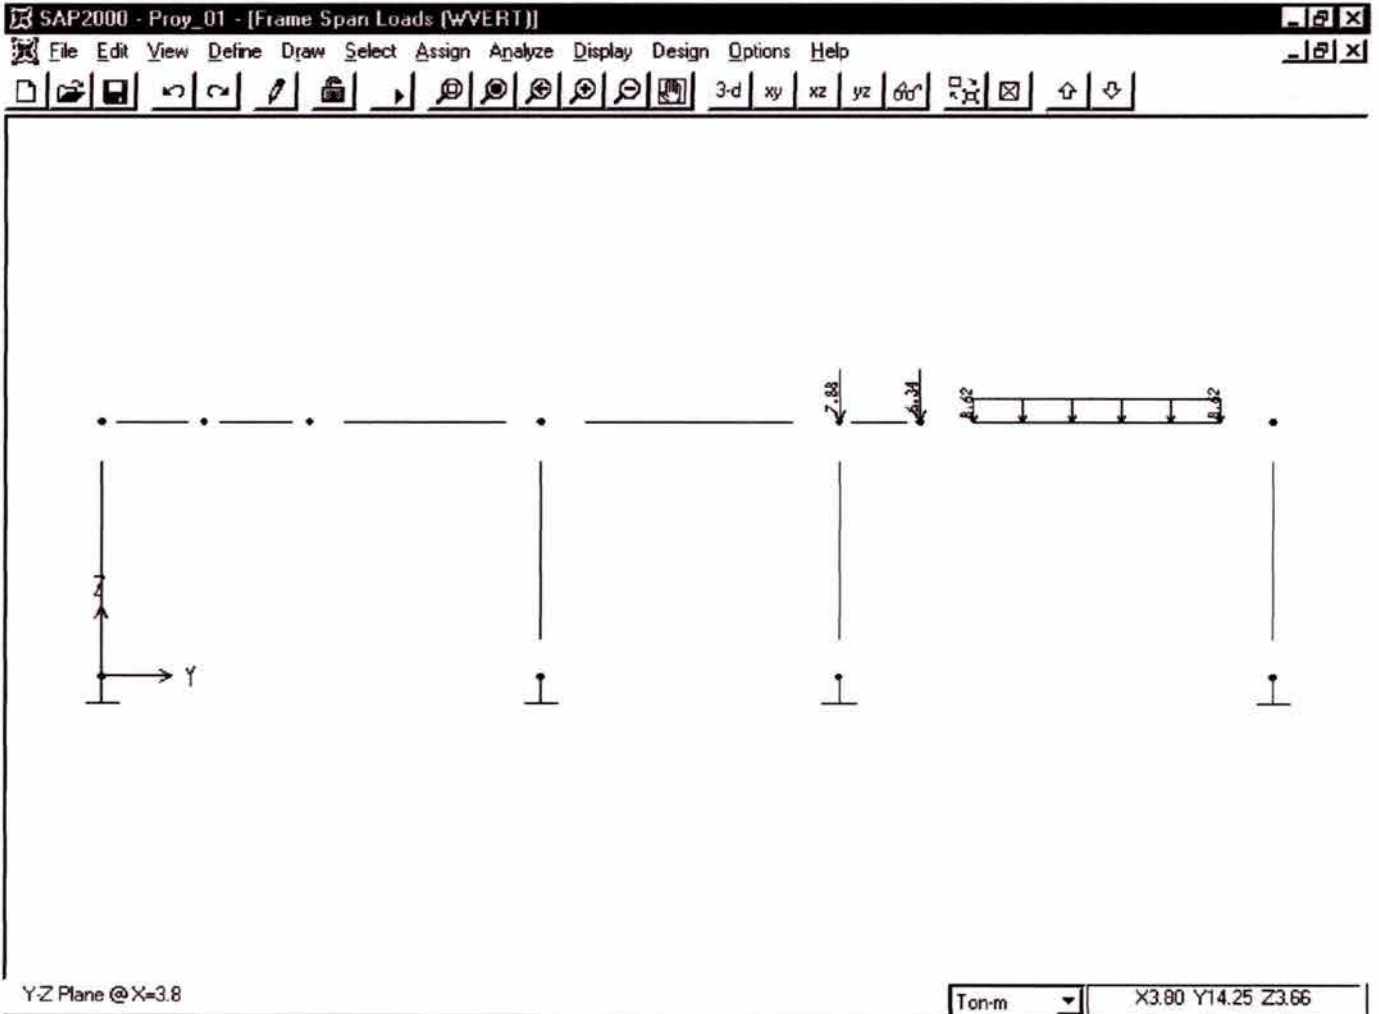 SAP2000 - Proy_01 - [Frame Span Loads (WVERT)]
File Edit View Define Draw Select Assign Analyze Display Design Options Help
3-d xy xz yz
7.88 6.34 8.62 8.62
Z
Y
Y-Z Plane @ X=3.8
Ton-m
X3.80 Y14.25 Z3.66